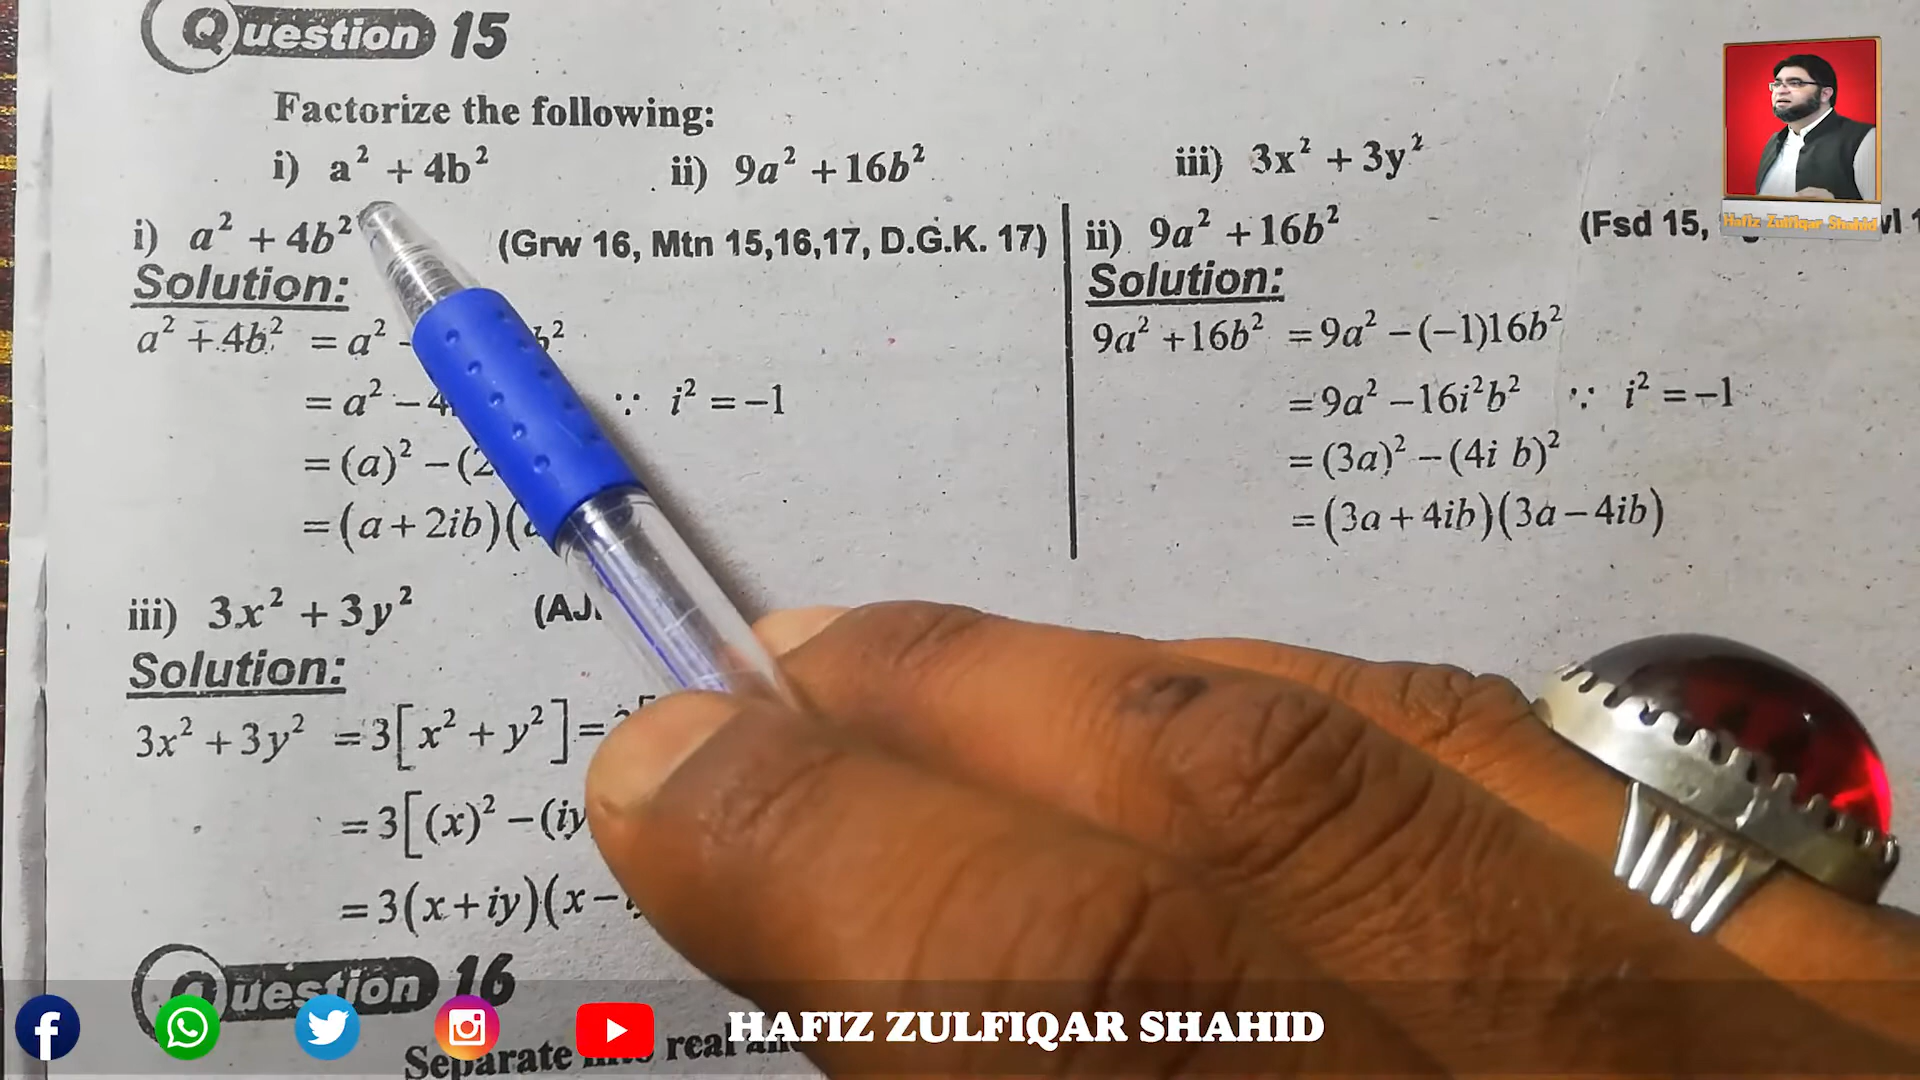 Question 15
Factorize the following:
i) a² + 4b² ii) 9a² + 16b² iii) 3x² + 3y²
i) a² + 4b² (Grw 16, Mtn 15,16,17, D.G.K. 17)
Solution:
a² + 4b² = a² - b²
= a² - 4 ∵ i² = -1
= (a)² - (2
= (a + 2ib)(
ii) 9a² + 16b² (Fsd 15,
Solution:
9a² + 16b² = 9a² - (-1)16b²
= 9a² - 16i²b² ∵ i² = -1
= (3a)² - (4i b)²
= (3a + 4ib)(3a - 4ib)
iii) 3x² + 3y² (AJ
Solution:
3x² + 3y² = 3[x² + y²] =
= 3[(x)² - (iy
= 3(x + iy)(x -
Question 16
Separate real
Hafiz Zulfiqar Shahid
HAFIZ ZULFIQAR SHAHID